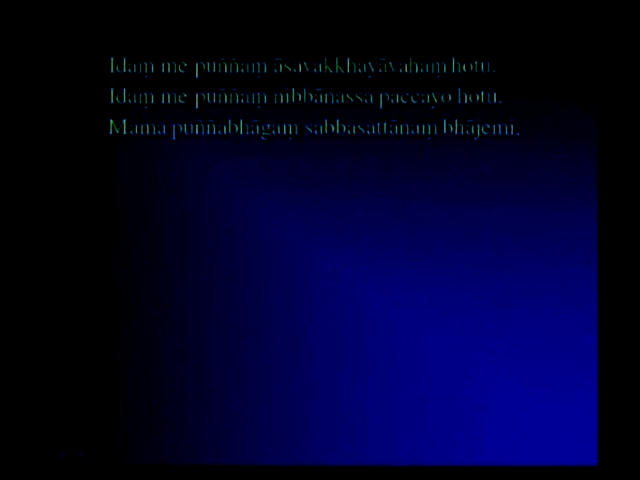 Idaṃ me puññaṃ āsavakkhayāvahaṃ hotu.
Idaṃ me puññaṃ nibbānassa paccayo hotu.
Mama puññabhāgaṃ sabbasattānaṃ bhājemi,